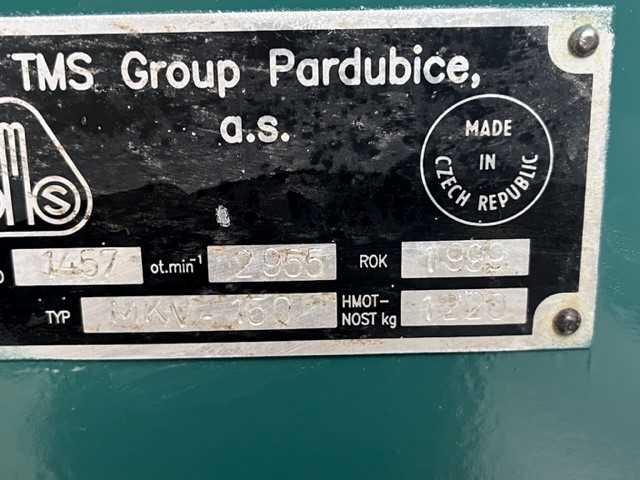 TMS Group Pardubice,
a.s.
MADE
IN
CZECH REPUBLIC
1457 ot.min⁻¹ 2955 ROK 1999
TYP MKV-150 HMOT-
NOST kg 1220